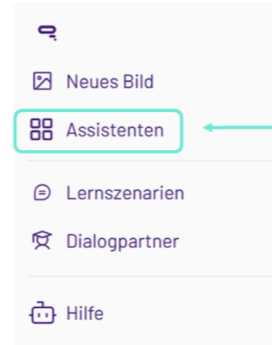 Neues Bild
Assistenten
Lernszenarien
Dialogpartner
Hilfe